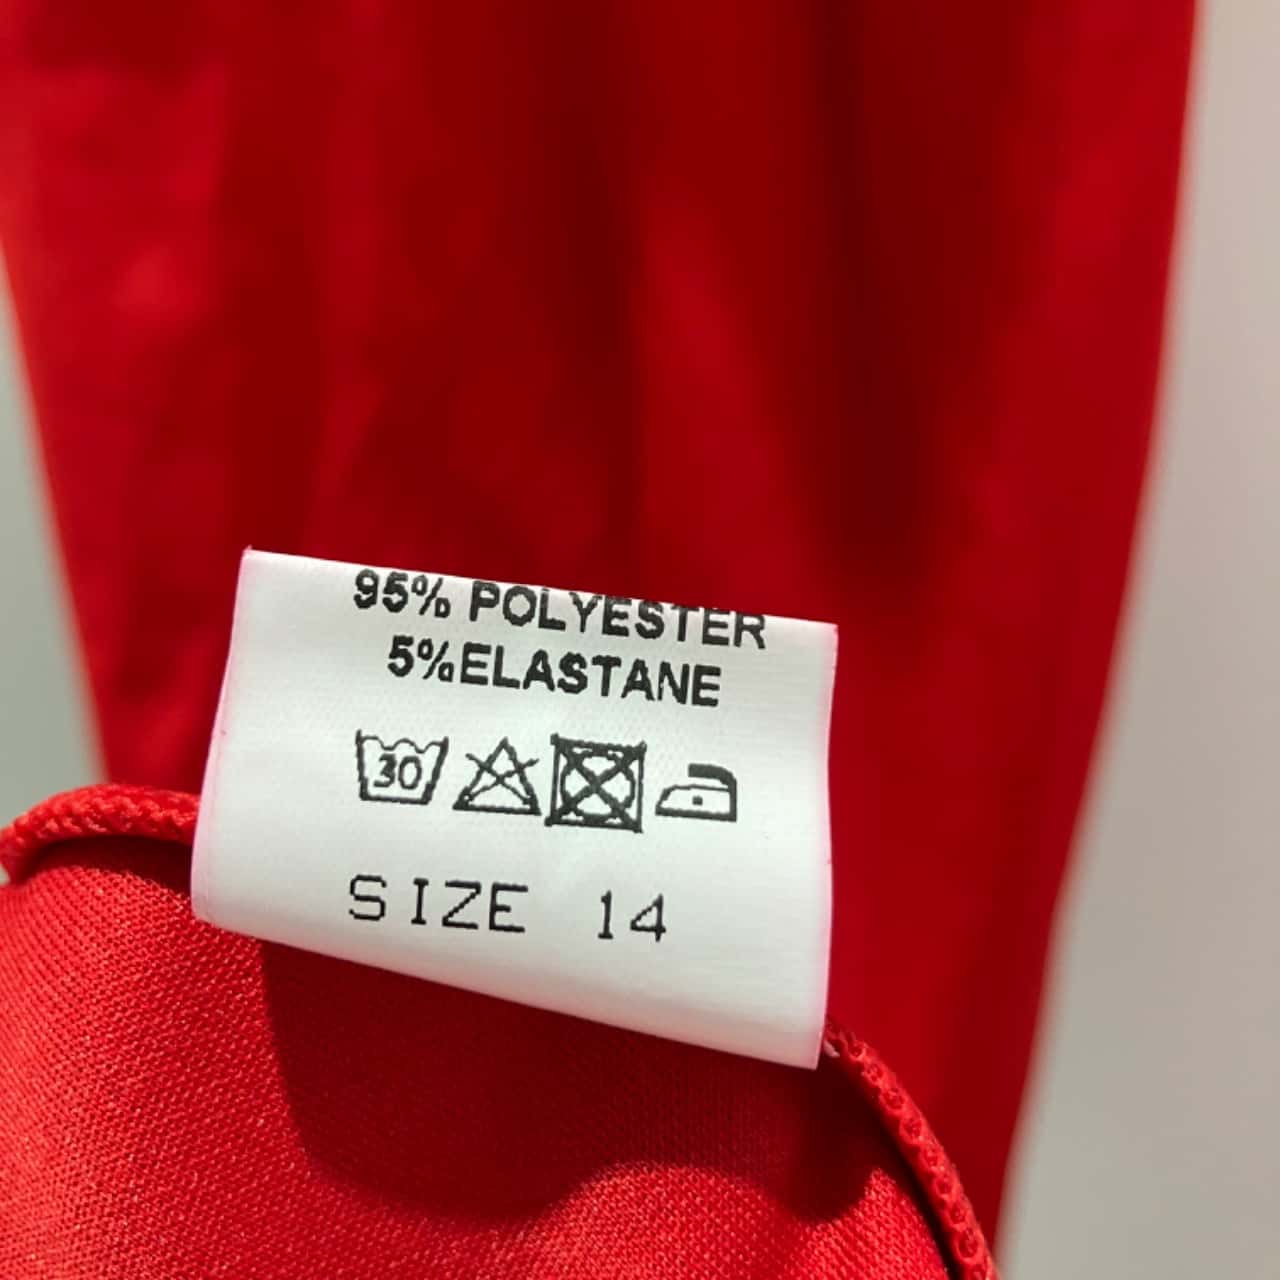 95% POLYESTER
5%ELASTANE
30
SIZE 14